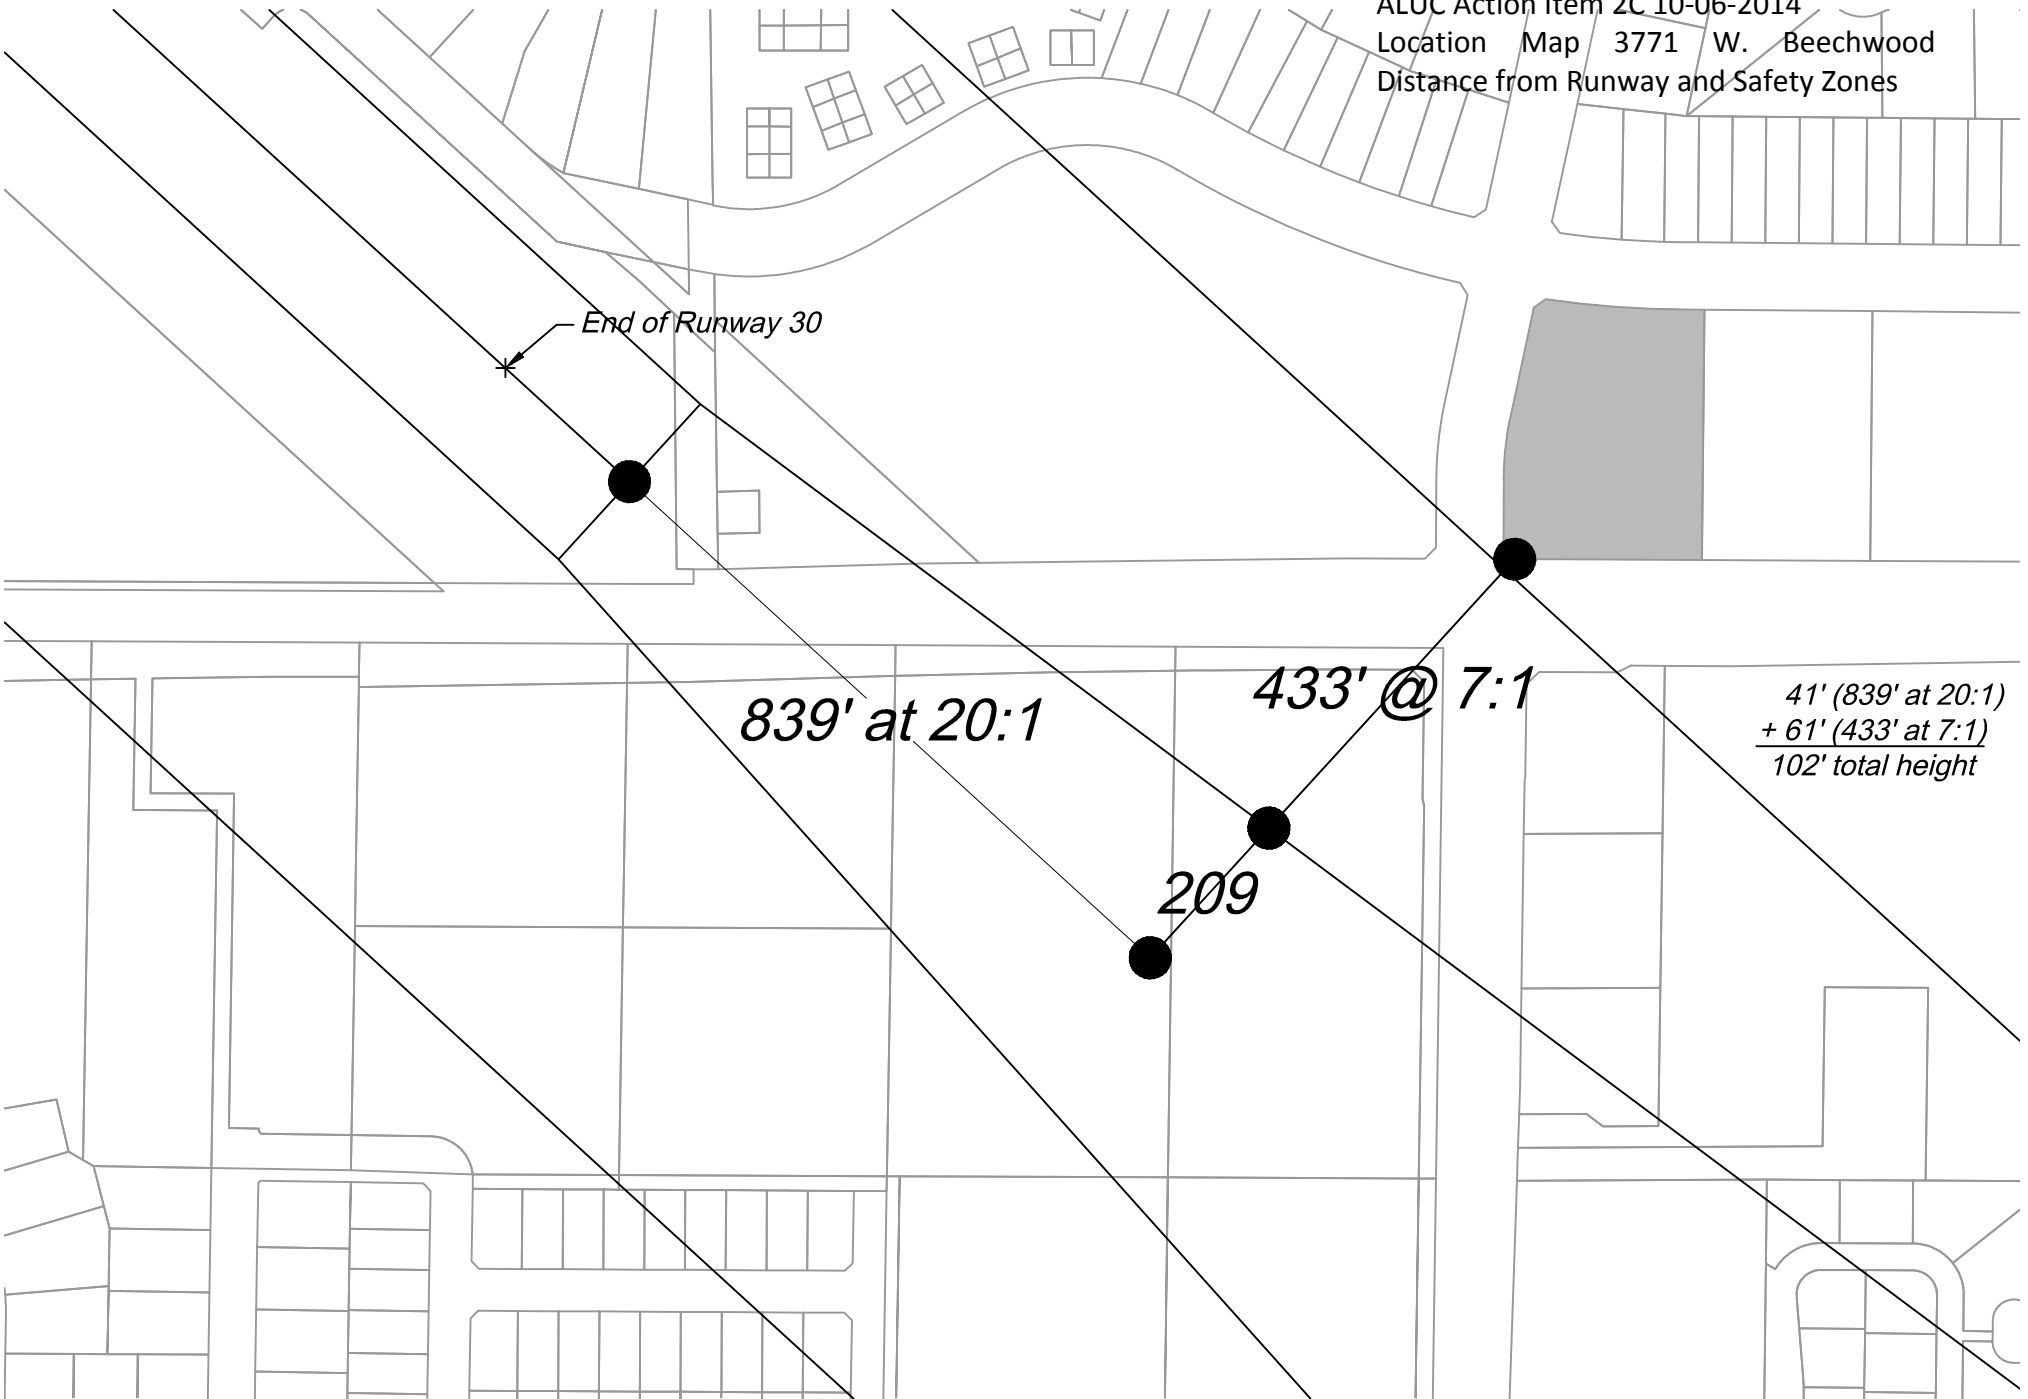 ALUC Action Item 2C 10-06-2014
Location Map 3771 W. Beechwood
Distance from Runway and Safety Zones
End of Runway 30
433' @ 7:1
839' at 20:1
41' (839' at 20:1)
+ 61' (433' at 7:1)
102' total height
209